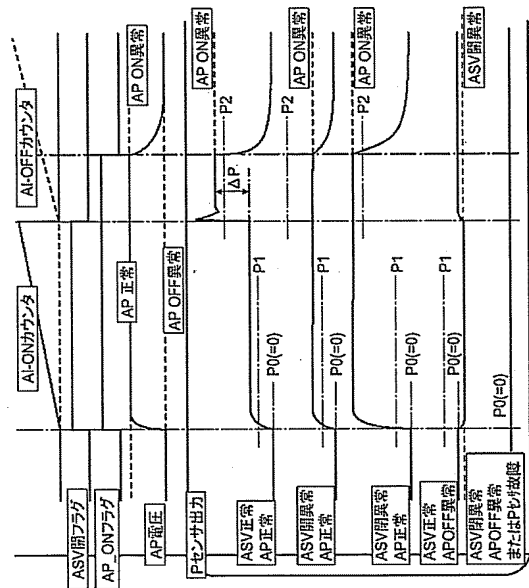 AI-ONカウンタ
AI-OFFカウンタ
ASV開フラグ
AP_ONフラグ
AP電圧
AP 正常
AP OFF異常
AP ON異常
Pセンサ出力
ASV正常
AP正常
P0(=0)
P1
ΔP
P2
AP ON異常
ASV開異常
AP正常
P0(=0)
P1
P2
AP ON異常
ASV閉異常
AP正常
P0(=0)
P1
P2
AP ON異常
ASV正常
APOFF異常
P0(=0)
P1
ASV開異常
ASV閉異常
APOFF異常
またはPセンサ故障
P0(=0)